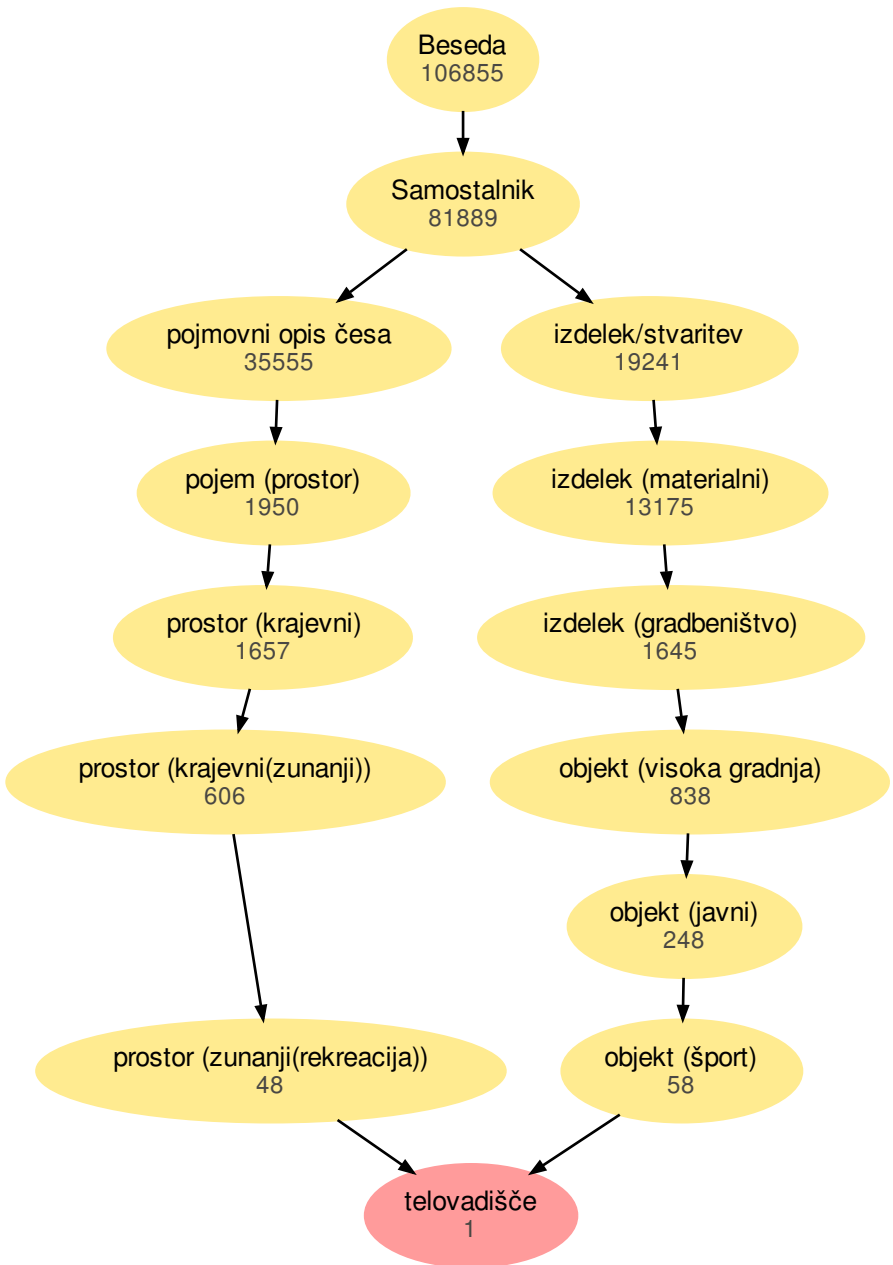 Beseda
106855
Samostalnik
81889
pojmovni opis česa
35555
izdelek/stvaritev
19241
pojem (prostor)
1950
izdelek (materialni)
13175
prostor (krajevni)
1657
izdelek (gradbeništvo)
1645
prostor (krajevni(zunanji))
606
objekt (visoka gradnja)
838
objekt (javni)
248
prostor (zunanji(rekreacija))
48
objekt (šport)
58
telovadišče
1